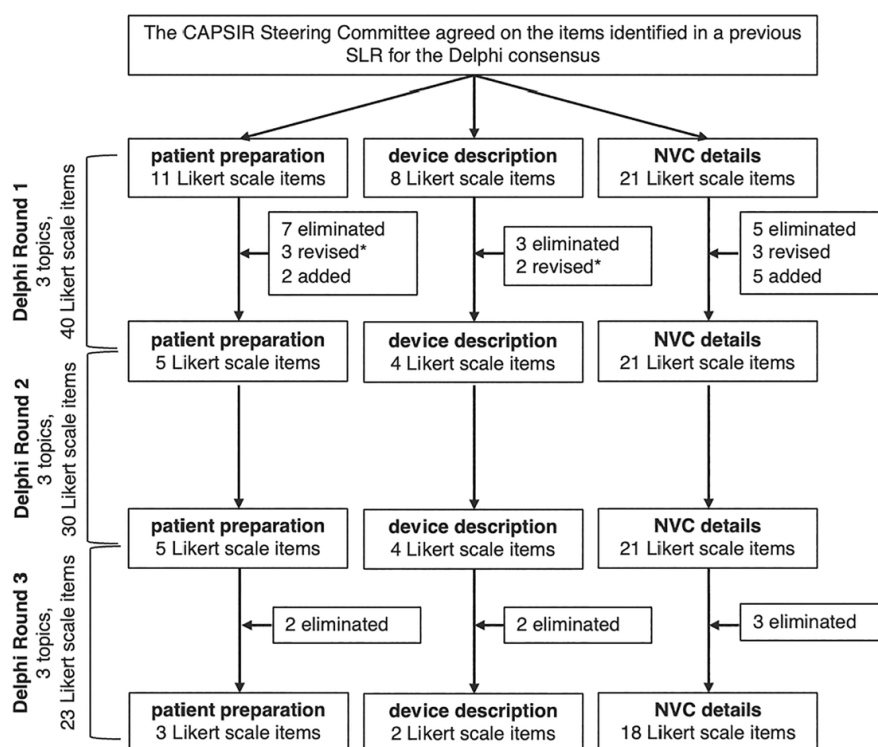 The CAPSIR Steering Committee agreed on the items identified in a previous
SLR for the Delphi consensus
Delphi Round 1
3 topics,
40 Likert scale items
patient preparation
11 Likert scale items
device description
8 Likert scale items
NVC details
21 Likert scale items
7 eliminated
3 revised*
2 added
3 eliminated
2 revised*
5 eliminated
3 revised
5 added
Delphi Round 2
3 topics,
30 Likert scale items
patient preparation
5 Likert scale items
device description
4 Likert scale items
NVC details
21 Likert scale items
patient preparation
5 Likert scale items
device description
4 Likert scale items
NVC details
21 Likert scale items
Delphi Round 3
3 topics,
23 Likert scale items
2 eliminated
2 eliminated
3 eliminated
patient preparation
3 Likert scale items
device description
2 Likert scale items
NVC details
18 Likert scale items